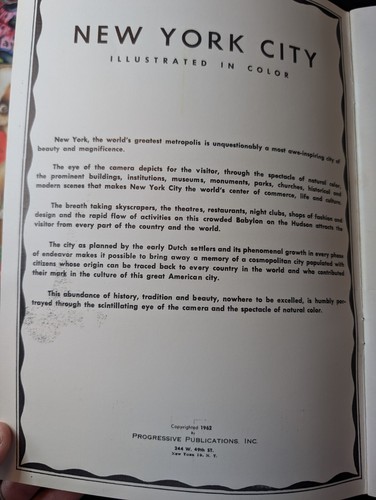 NEW YORK CITY
ILLUSTRATED IN COLOR
New York, the world's greatest metropolis is unquestionably a most awe-inspiring city of
beauty and magnificence.
The eye of the camera depicts for the visitor, through the spectacle of natural color,
the prominent buildings, institutions, museums, monuments, parks, churches, historical and
modern scenes that makes New York City the world's center of commerce, life and culture.
The breath taking skyscrapers, the theatres, restaurants, night clubs, shops of fashion and
design and the rapid flow of activities on this crowded Babylon on the Hudson attracts the
visitor from every part of the country and the world.
The city as planned by the early Dutch settlers and its phenomenal growth in every phase
of endeavor makes it possible to bring away a memory of a cosmopolitan city populated with
citizens whose origin can be traced back to every country in the world and who contributed
their mark in the culture of this great American city.
This abundance of history, tradition and beauty, nowhere to be excelled, is humbly por-
trayed through the scintillating eye of the camera and the spectacle of natural color.
Copyrighted 1962
by
PROGRESSIVE PUBLICATIONS, INC.
244 W. 49th ST.
New York 19, N. Y.